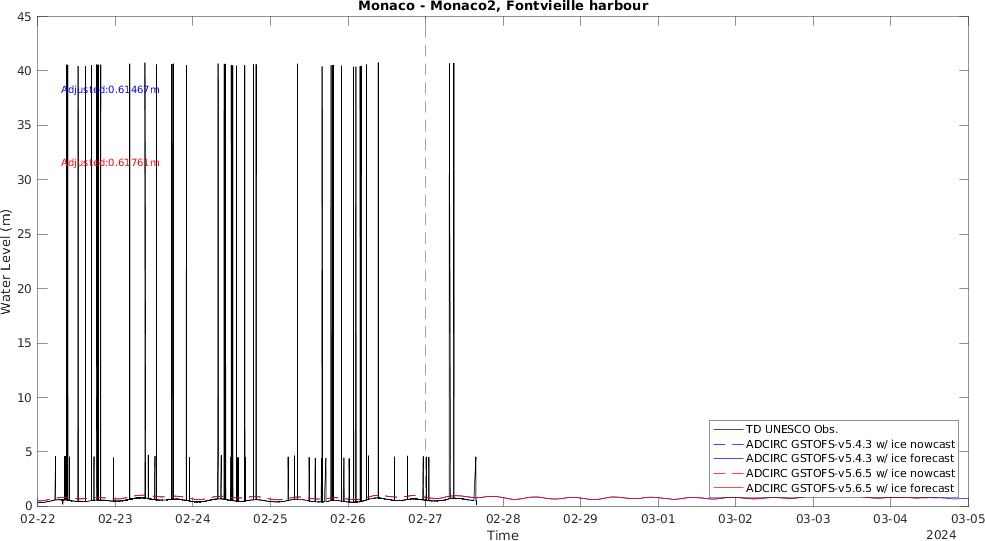 Monaco - Monaco2, Fontvieille harbour
45
40
35
30
25
20
15
10
5
0
Water Level (m)
Adjusted:0.61467m
Adjusted:0.61761m
TD UNESCO Obs.
ADCIRC GSTOFS-v5.4.3 w/ ice nowcast
ADCIRC GSTOFS-v5.4.3 w/ ice forecast
ADCIRC GSTOFS-v5.6.5 w/ ice nowcast
ADCIRC GSTOFS-v5.6.5 w/ ice forecast
02-22 02-23 02-24 02-25 02-26 02-27 02-28 02-29 03-01 03-02 03-03 03-04 03-05
Time
2024